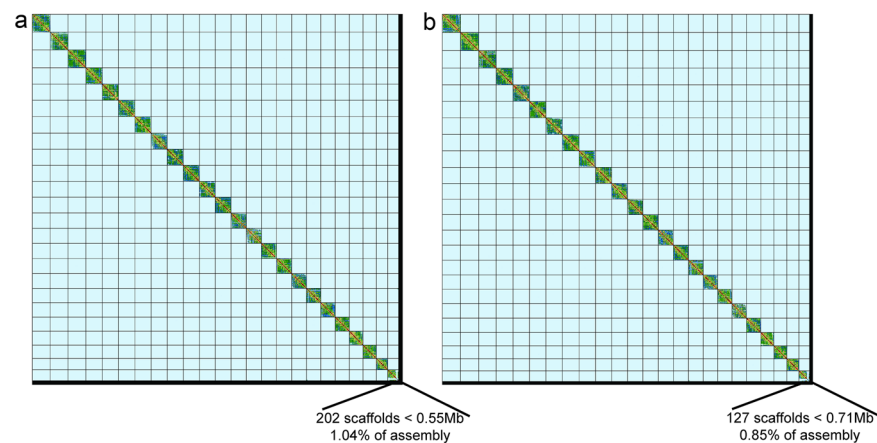 a
b
202 scaffolds < 0.55Mb
1.04% of assembly
127 scaffolds < 0.71Mb
0.85% of assembly